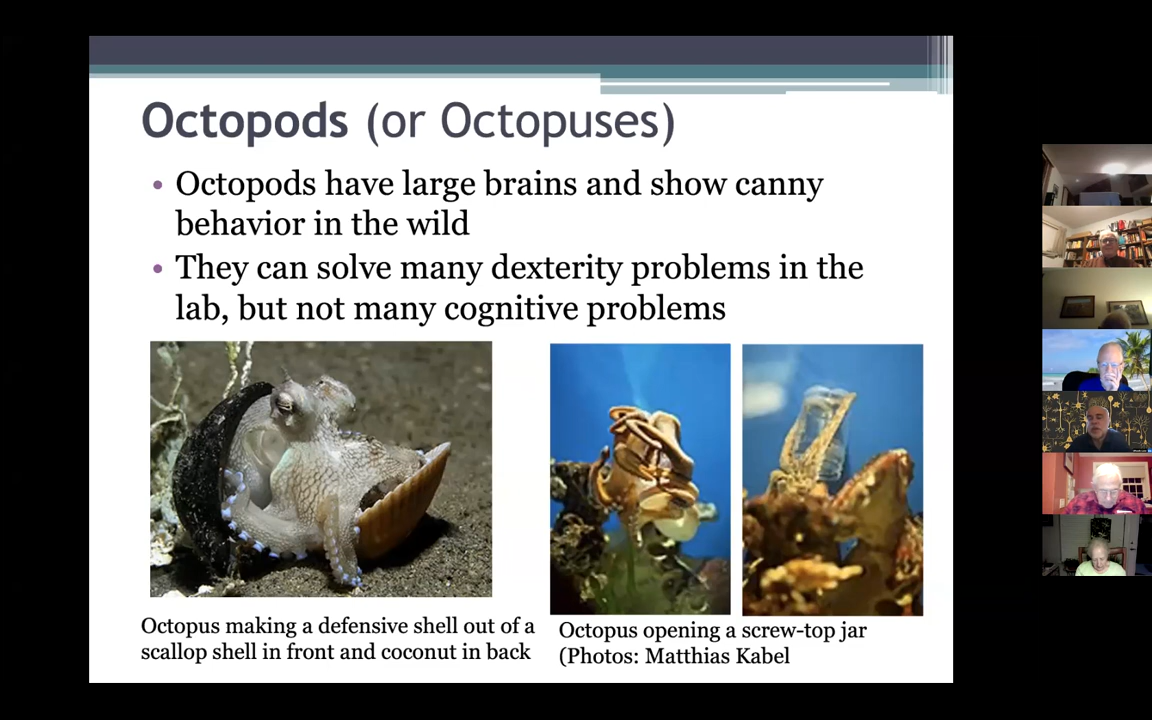 Octopods (or Octopuses)
• Octopods have large brains and show canny
behavior in the wild
• They can solve many dexterity problems in the
lab, but not many cognitive problems
Octopus making a defensive shell out of a
scallop shell in front and coconut in back
Octopus opening a screw-top jar
(Photos: Matthias Kabel